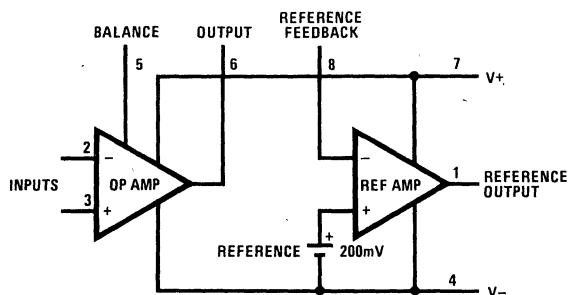 REFERENCE
FEEDBACK
BALANCE
OUTPUT
5
6
8
7
V+
2
−
OP AMP
INPUTS
3
+
−
REF AMP
1
REFERENCE
OUTPUT
+
+
REFERENCE
200mV
4
V−